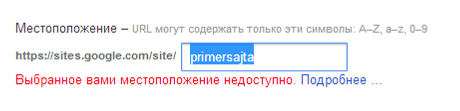 Местоположение – URL могут содержать только эти символы: A–Z, a–z, 0–9
https://sites.google.com/site/ primersajta
Выбранное вами местоположение недоступно. Подробнее ...